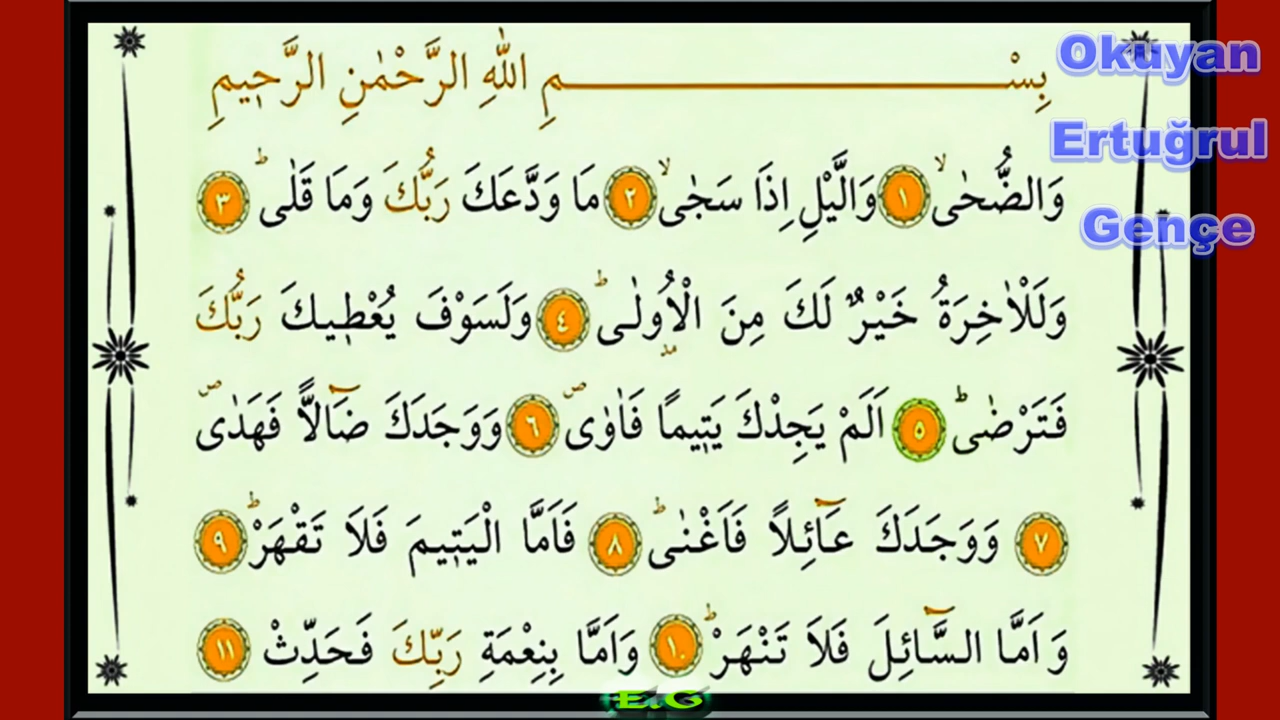 بِسْــــــــــــــــــمِ اللّٰهِ الرَّحْمٰنِ الرَّح۪يمِ
وَالضُّحٰىۙ ﴿١﴾ وَالَّيْلِ اِذَا سَجٰىۙ ﴿٢﴾ مَا وَدَّعَكَ رَبُّكَ وَمَا قَلٰىۜ ﴿٣﴾
وَلَلْاٰخِرَةُ خَيْرٌ لَكَ مِنَ الْاُو۫لٰىۜ ﴿٤﴾ وَلَسَوْفَ يُعْط۪يكَ رَبُّكَ
فَتَرْضٰىۜ ﴿٥﴾ اَلَمْ يَجِدْكَ يَت۪يمًا فَاٰوٰىۖ ﴿٦﴾ وَوَجَدَكَ ضَٓالًّا فَهَدٰىۖ
﴿٧﴾ وَوَجَدَكَ عَٓائِلًا فَاَغْنٰىۜ ﴿٨﴾ فَاَمَّا الْيَت۪يمَ فَلَا تَقْهَرْۜ ﴿٩﴾
وَاَمَّا السَّٓائِلَ فَلَا تَنْهَرْۜ ﴿١٠﴾ وَاَمَّا بِنِعْمَةِ رَبِّكَ فَحَدِّثْ ﴿١١﴾
Okuyan
Ertuğrul
Gençe
E.G